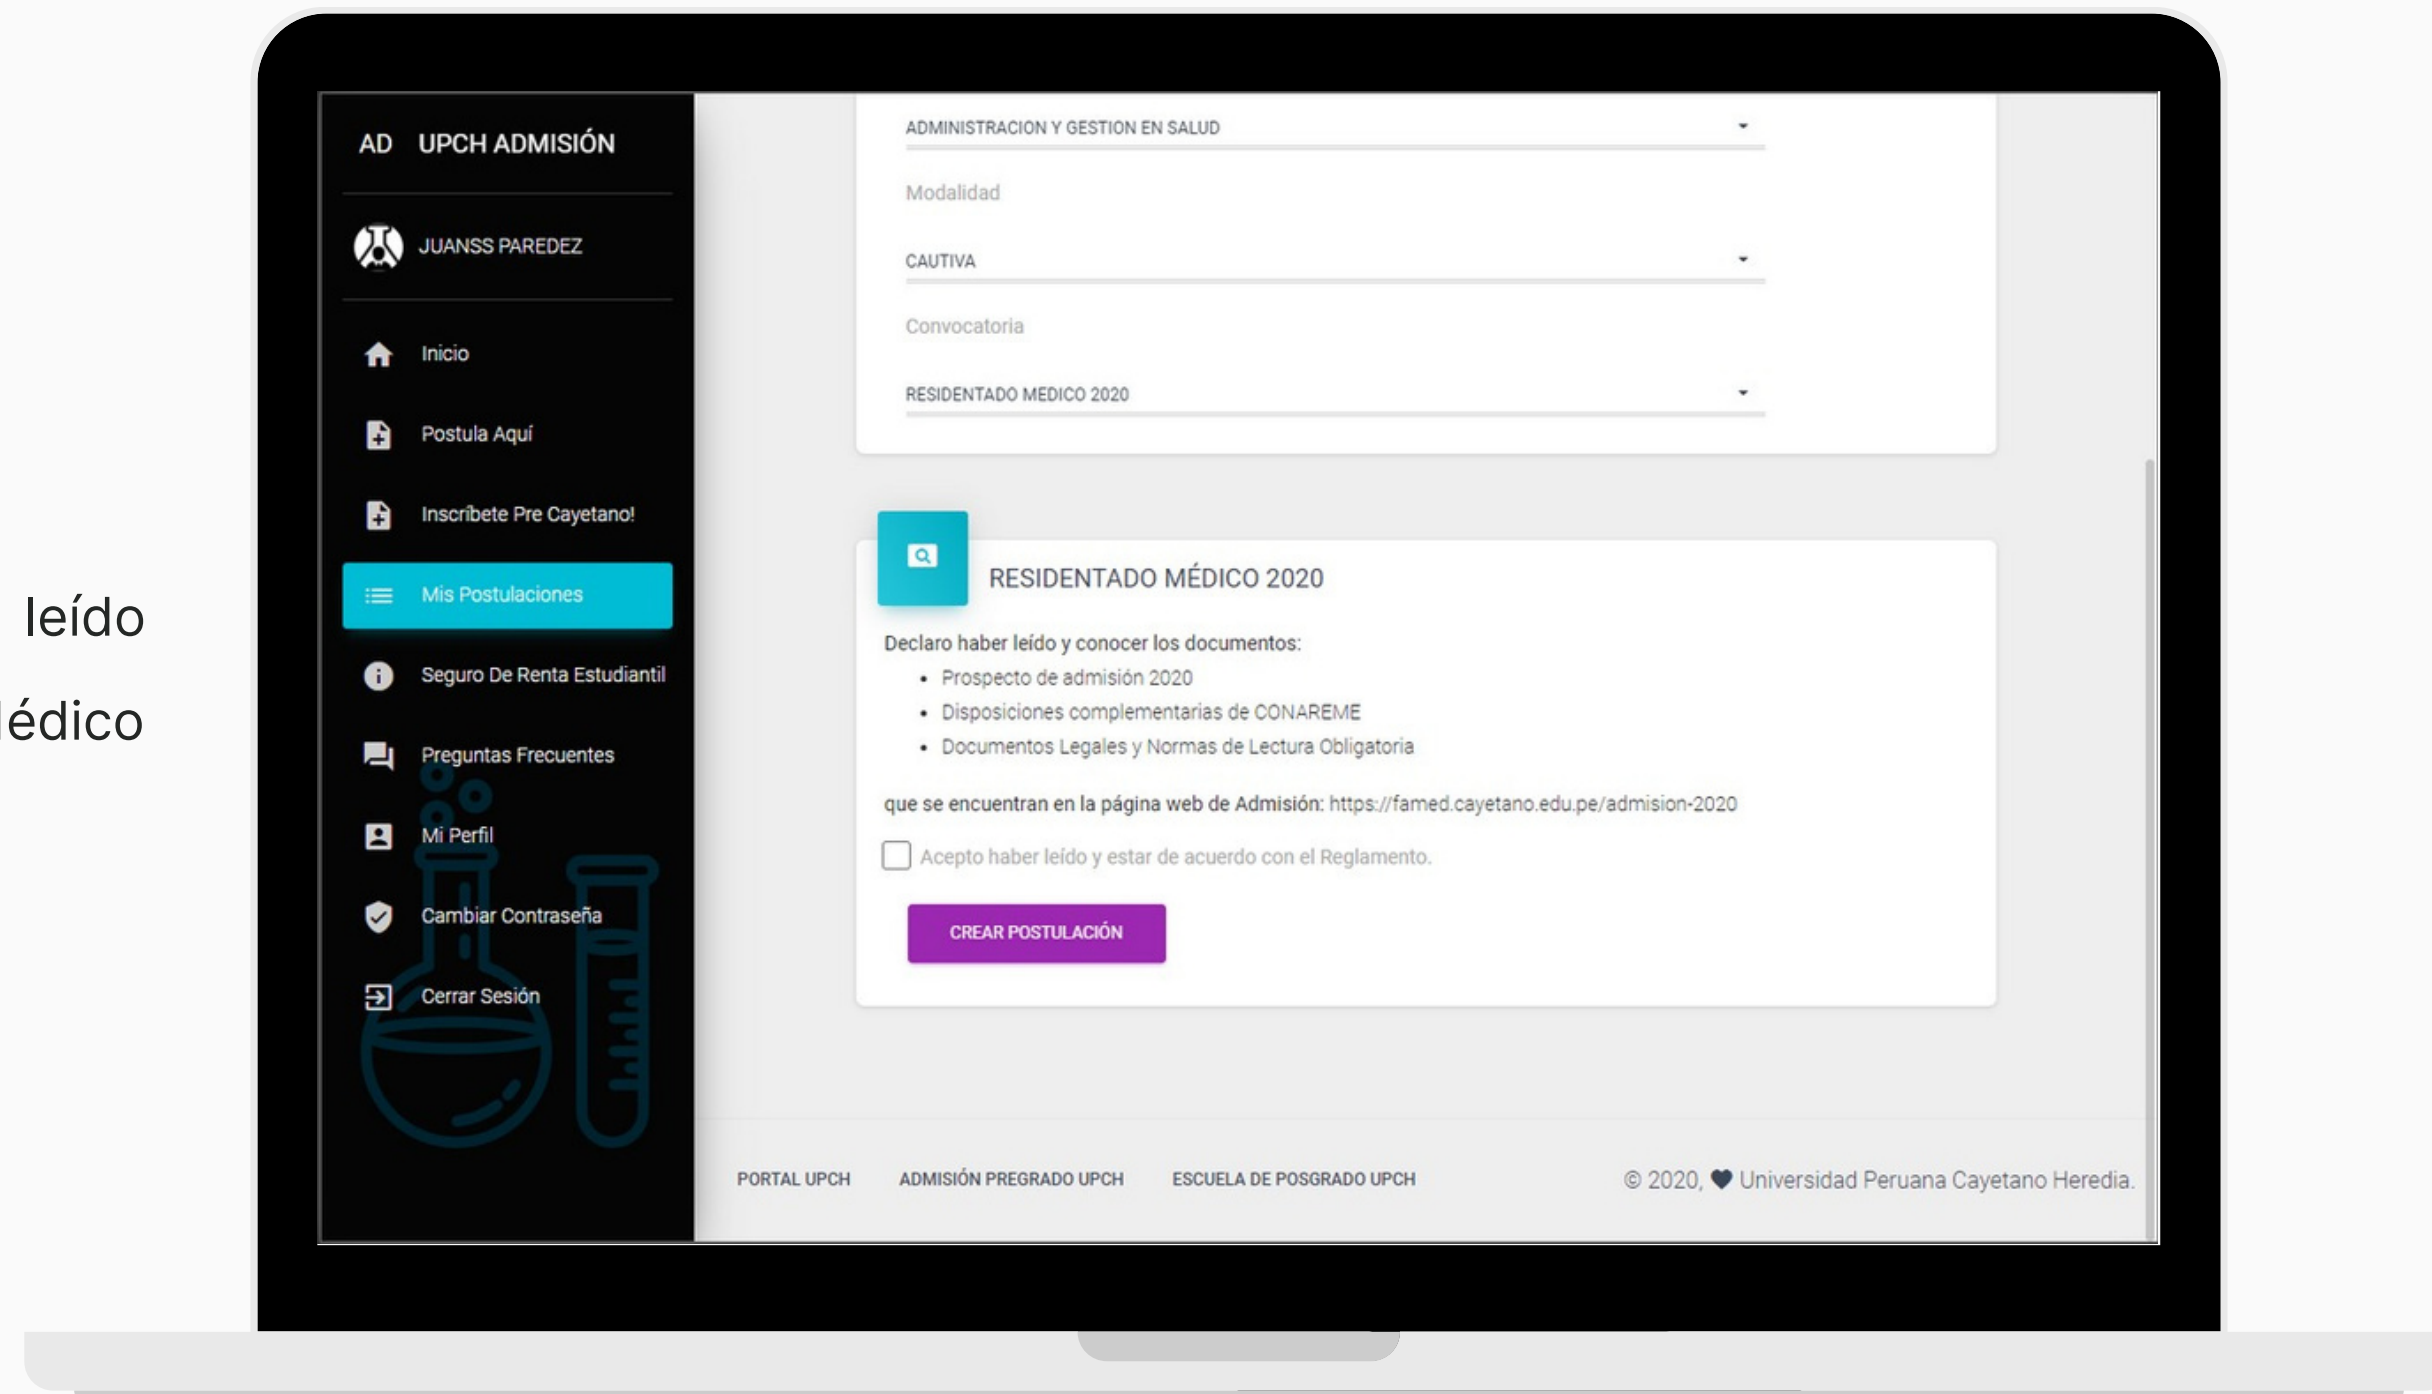 leído
édico
AD UPCH ADMISIÓN
JUANSS PAREDEZ
Inicio
Postula Aquí
Inscríbete Pre Cayetano!
Mis Postulaciones
Seguro De Renta Estudiantil
Preguntas Frecuentes
Mi Perfil
Cambiar Contraseña
Cerrar Sesión
ADMINISTRACION Y GESTION EN SALUD
Modalidad
CAUTIVA
Convocatoria
RESIDENTADO MEDICO 2020
RESIDENTADO MÉDICO 2020
Declaro haber leído y conocer los documentos:
• Prospecto de admisión 2020
• Disposiciones complementarias de CONAREME
• Documentos Legales y Normas de Lectura Obligatoria
que se encuentran en la página web de Admisión: https://famed.cayetano.edu.pe/admision-2020
Acepto haber leído y estar de acuerdo con el Reglamento.
CREAR POSTULACIÓN
PORTAL UPCH ADMISIÓN PREGRADO UPCH ESCUELA DE POSGRADO UPCH © 2020, ♥ Universidad Peruana Cayetano Heredia.